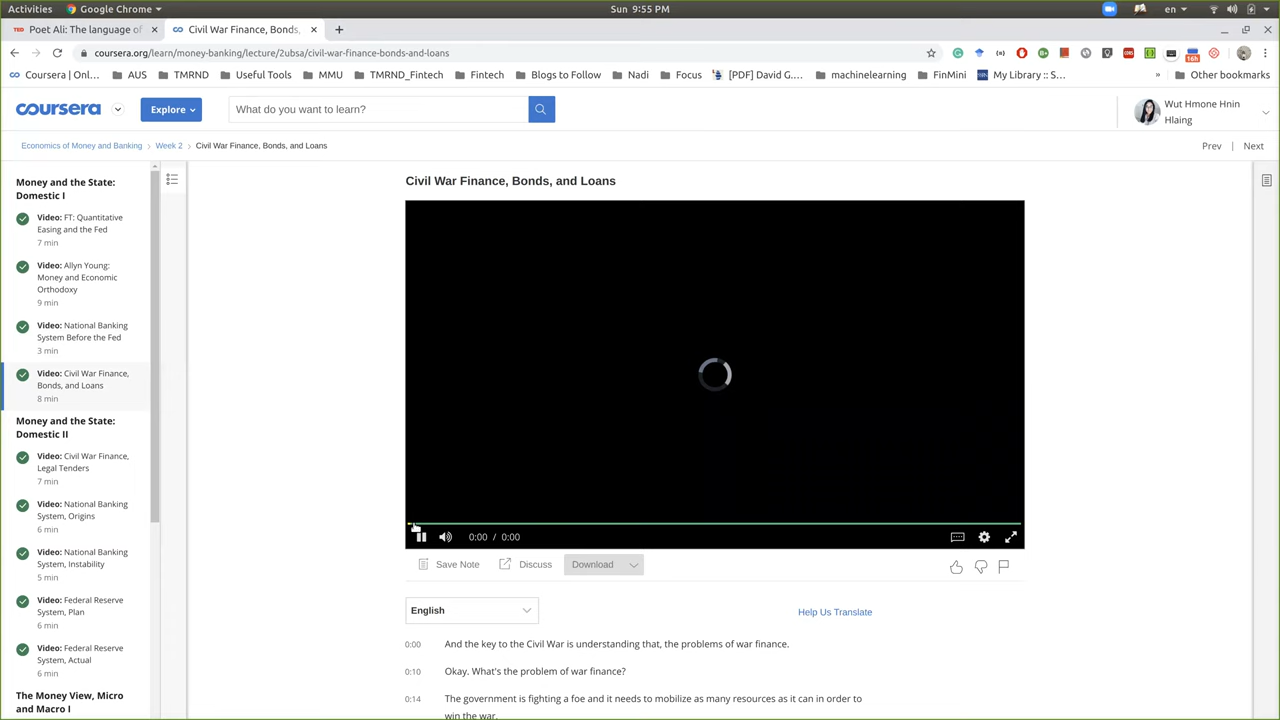 Activities
Google Chrome
Sun 9:55 PM
en
Poet Ali: The language of
Civil War Finance, Bonds,
coursera.org/learn/money-banking/lecture/2ubsa/civil-war-finance-bonds-and-loans
Coursera | Onl…
AUS
TMRND
Useful Tools
MMU
TMRND_Fintech
Fintech
Blogs to Follow
Nadi
Focus
[PDF] David G.…
machinelearning
FinMini
My Library :: S…
»
Other bookmarks
16h
coursera
Explore
What do you want to learn?
Wut Hmone Hnin
Hlaing
Economics of Money and Banking
Week 2
Civil War Finance, Bonds, and Loans
Prev | Next
Money and the State:
Domestic I
Video: FT: Quantitative
Easing and the Fed
7 min
Video: Allyn Young:
Money and Economic
Orthodoxy
9 min
Video: National Banking
System Before the Fed
3 min
Video: Civil War Finance,
Bonds, and Loans
8 min
Money and the State:
Domestic II
Video: Civil War Finance,
Legal Tenders
7 min
Video: National Banking
System, Origins
6 min
Video: National Banking
System, Instability
5 min
Video: Federal Reserve
System, Plan
6 min
Video: Federal Reserve
System, Actual
6 min
The Money View, Micro
and Macro I
Civil War Finance, Bonds, and Loans
0:00 / 0:00
Save Note
Discuss
Download
English
Help Us Translate
0:00 And the key to the Civil War is understanding that, the problems of war finance.
0:10 Okay. What's the problem of war finance?
0:14 The government is fighting a foe and it needs to mobilize as many resources as it can in order to
win the war.